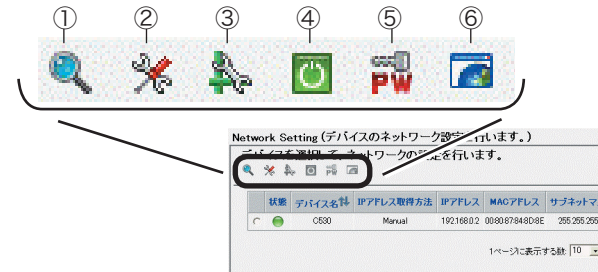 ① ② ③ ④ ⑤ ⑥
PW
Network Setting (デバイスのネットワーク設定を行います。)
デバイスを選択して、ネットワークの設定を行います。
状態 デバイス名 IPアドレス取得方法 IPアドレス MACアドレス サブネットマ
C530 Manual 192.168.0.2 00:80:87:84:8D:8E 255.255.255
1ページに表示する数 10